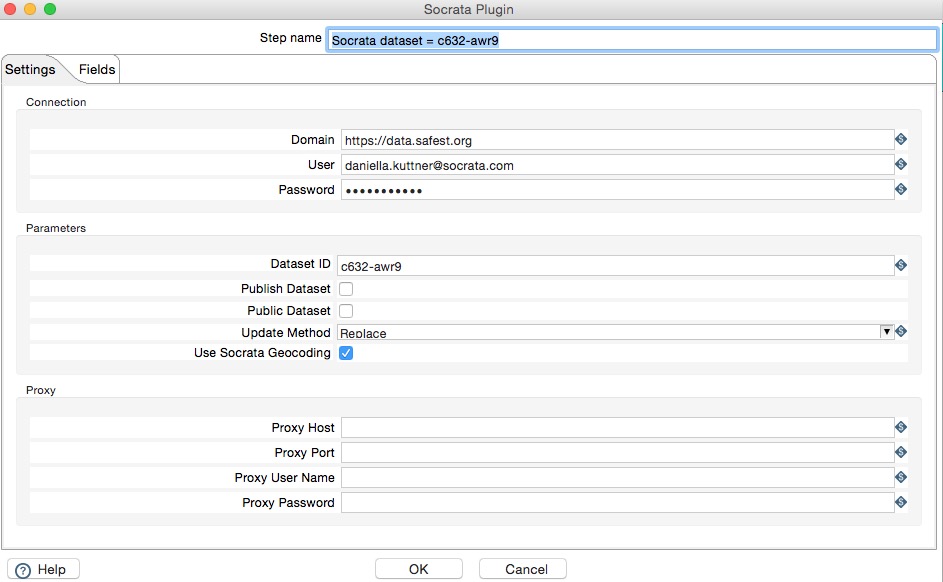 Socrata Plugin
Step name Socrata dataset = c632-awr9
Settings Fields
Connection
Domain https://data.safest.org
User daniella.kuttner@socrata.com
Password •••••••••••
Parameters
Dataset ID c632-awr9
Publish Dataset
Public Dataset
Update Method Replace
Use Socrata Geocoding
Proxy
Proxy Host
Proxy Port
Proxy User Name
Proxy Password
? Help OK Cancel